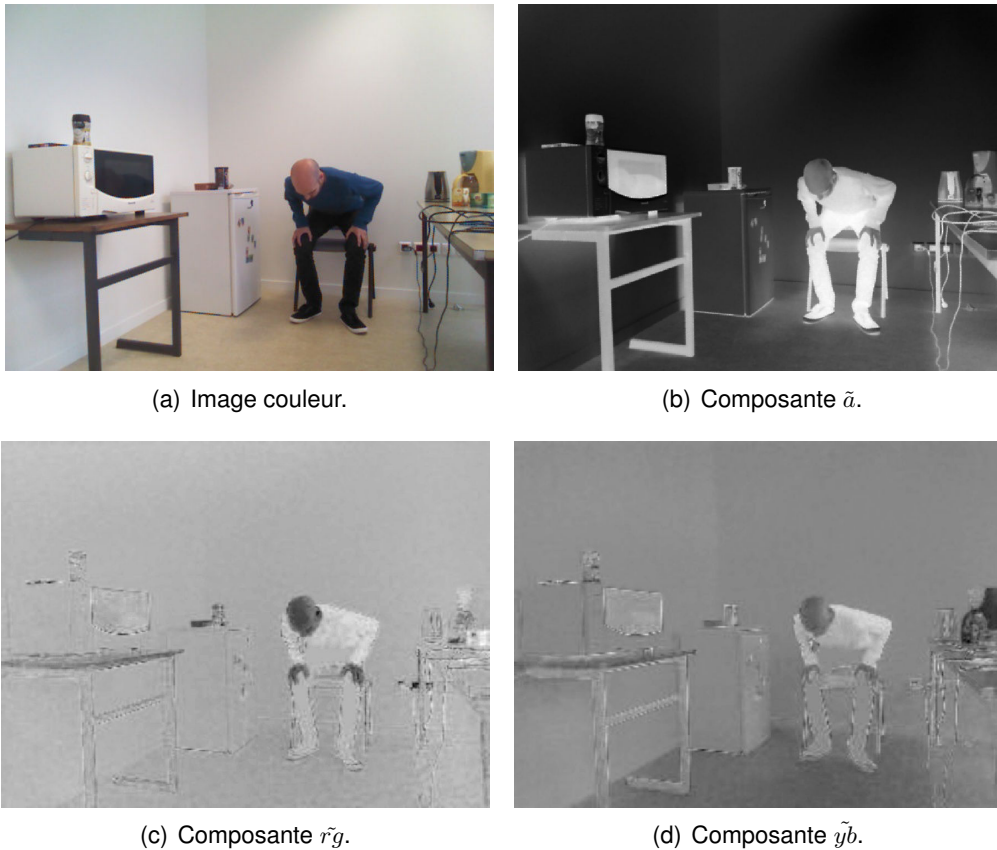 (a) Image couleur.
(b) Composante ã.
(c) Composante r̃g.
(d) Composante ỹb.